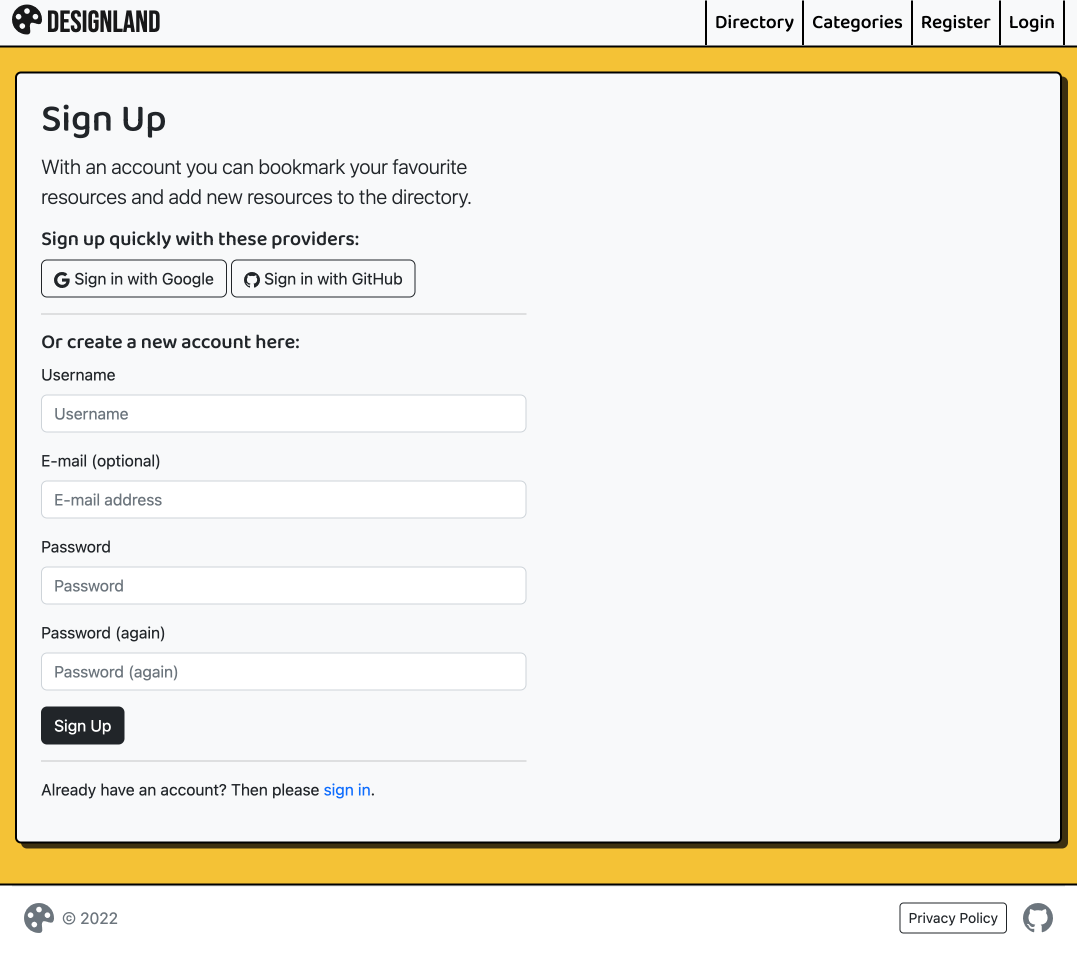 DESIGNLAND
Directory
Categories
Register
Login
Sign Up
With an account you can bookmark your favourite
resources and add new resources to the directory.
Sign up quickly with these providers:
Sign in with Google
Sign in with GitHub
Or create a new account here:
Username
Username
E-mail (optional)
E-mail address
Password
Password
Password (again)
Password (again)
Sign Up
Already have an account? Then please sign in.
© 2022
Privacy Policy